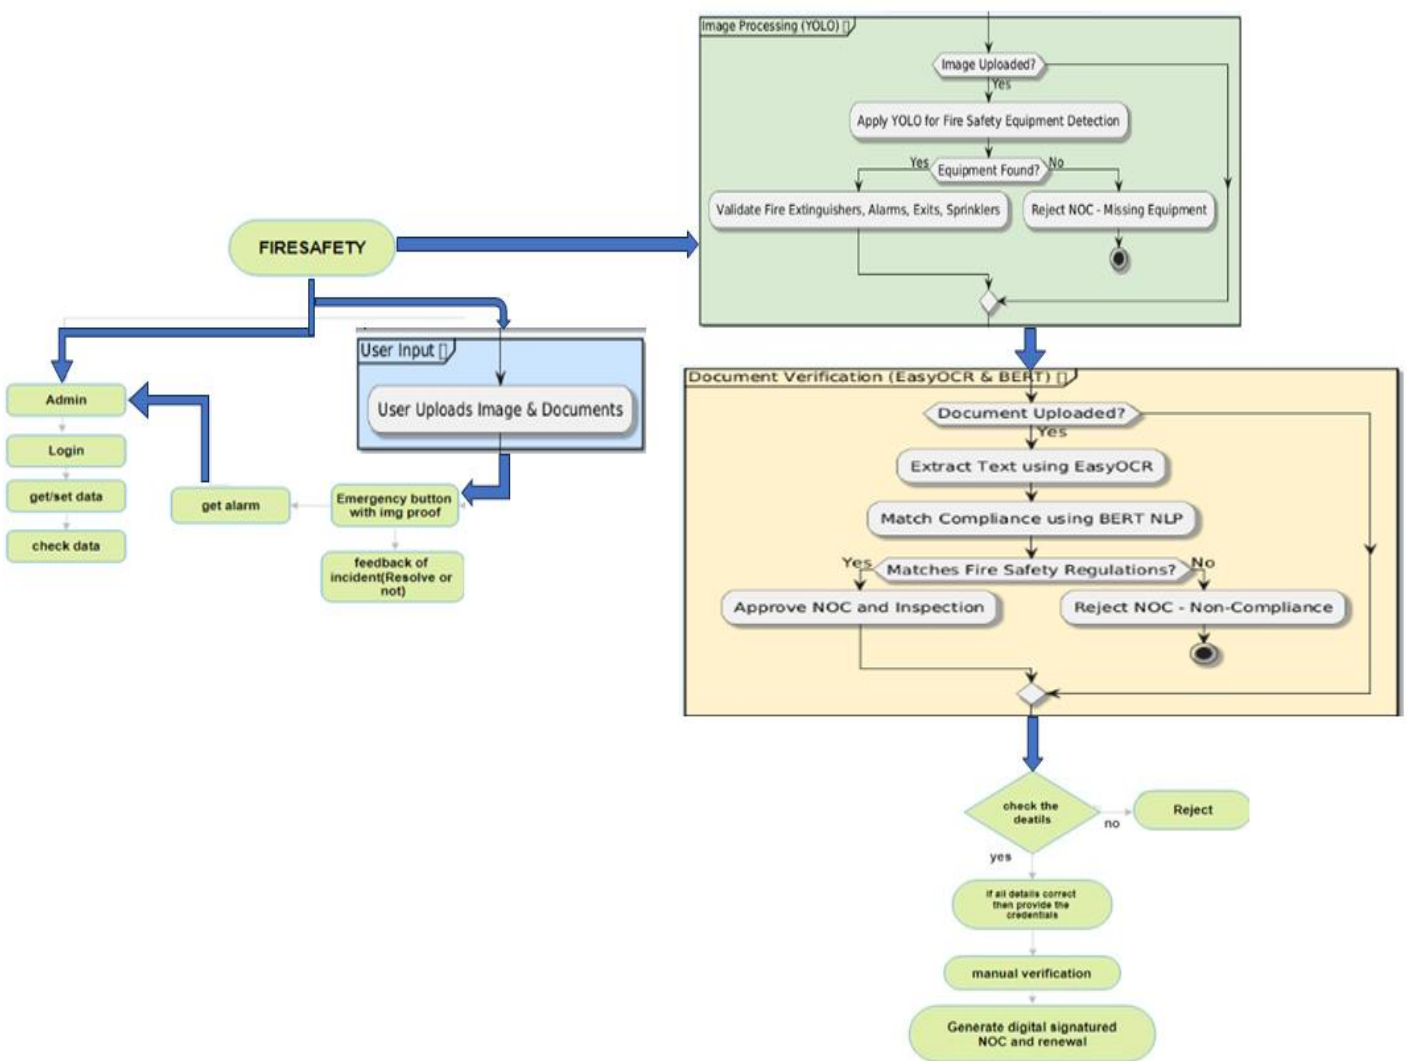 FIRESAFETY
Admin
Login
get/set data
check data
User Input
User Uploads Image & Documents
Emergency button
with img proof
get alarm
feedback of
incident(Resolve or
not)
Image Processing (YOLO)
Image Uploaded?
Yes
Apply YOLO for Fire Safety Equipment Detection
Equipment Found?
Yes
No
Validate Fire Extinguishers, Alarms, Exits, Sprinklers
Reject NOC - Missing Equipment
Document Verification (EasyOCR & BERT)
Document Uploaded?
Yes
Extract Text using EasyOCR
Match Compliance using BERT NLP
Matches Fire Safety Regulations?
Yes
No
Approve NOC and Inspection
Reject NOC - Non-Compliance
check the
deatils
no
Reject
yes
if all details correct
then provide the
credentials
manual verification
Generate digital signatured
NOC and renewal